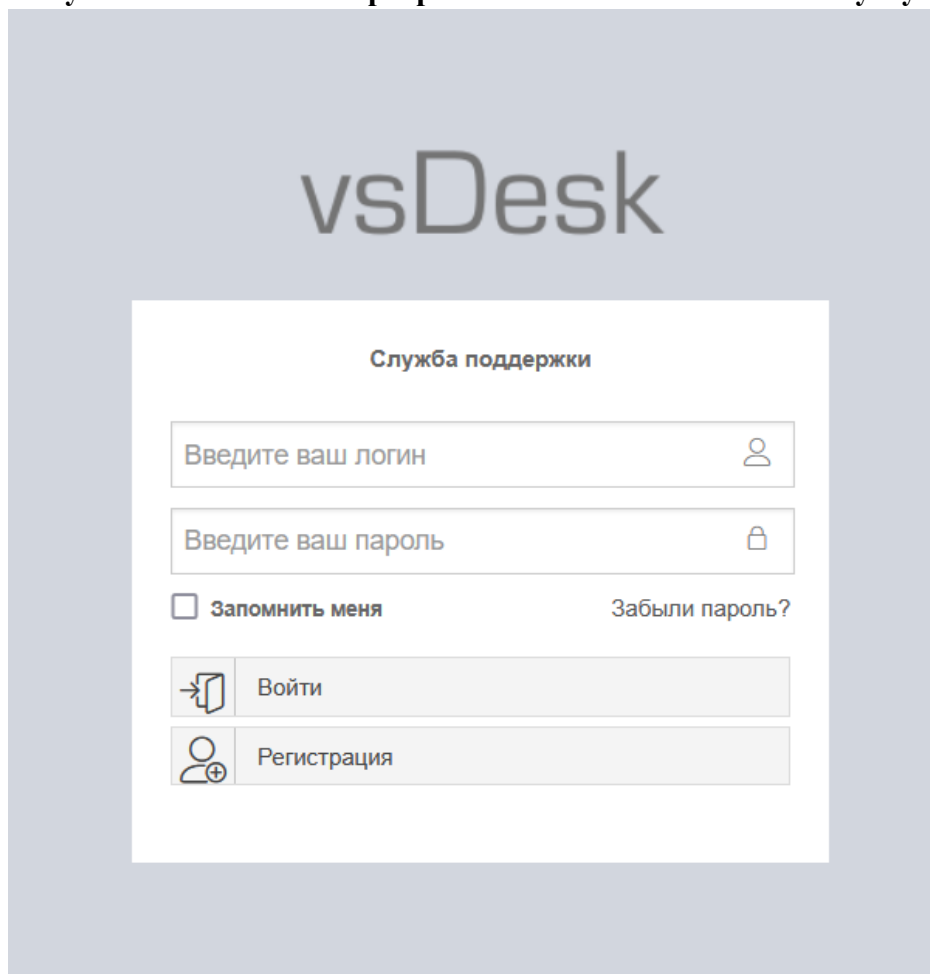 vsDesk
Служба поддержки
Введите ваш логин
Введите ваш пароль
Запомнить меня Забыли пароль?
Войти
Регистрация